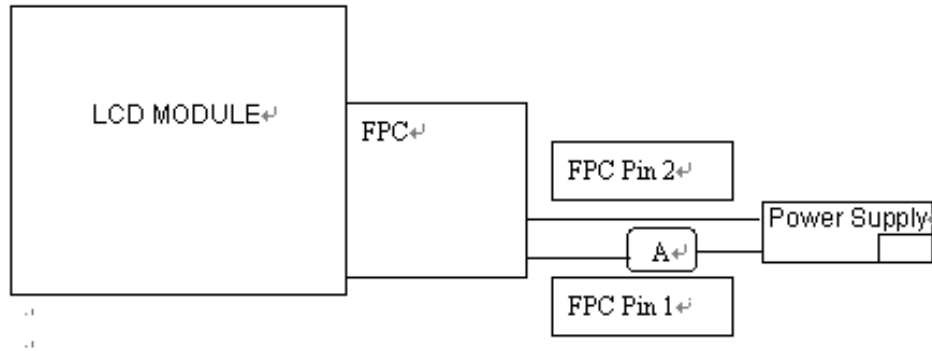 LCD MODULE
FPC
FPC Pin 2
Power Supply
A
FPC Pin 1